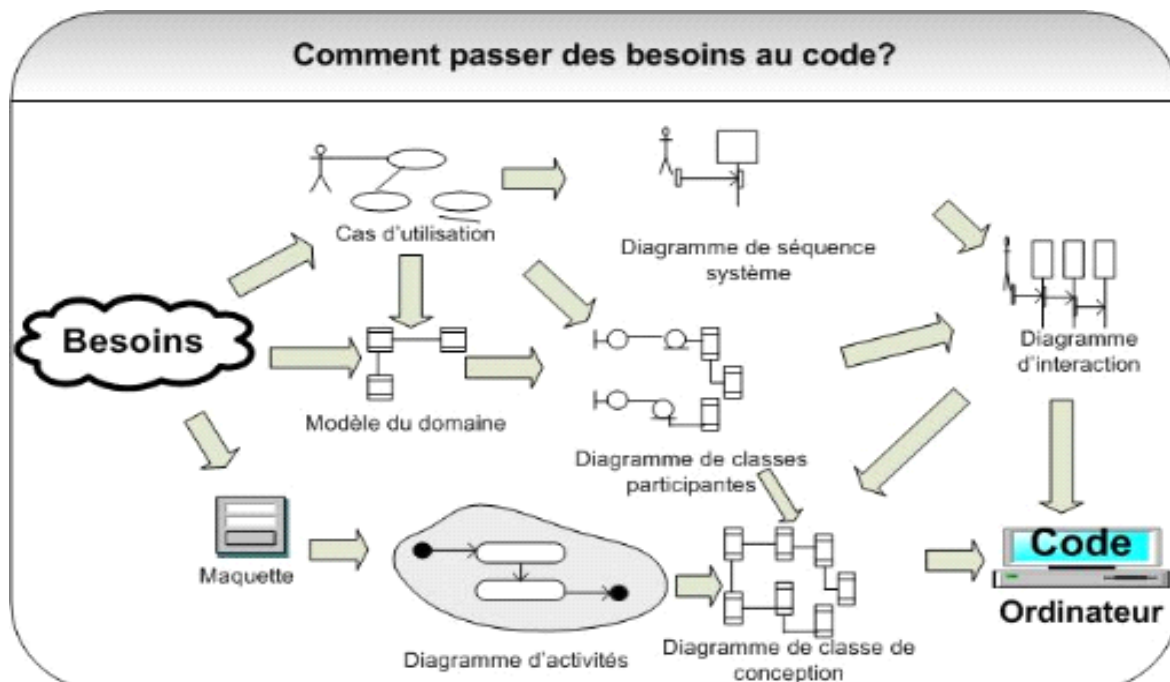 Comment passer des besoins au code?
Cas d'utilisation
Diagramme de séquence
système
Besoins
Diagramme
d'interaction
Modèle du domaine
Diagramme de classes
participantes
Maquette
Code
Ordinateur
Diagramme d'activités
Diagramme de classe de
conception